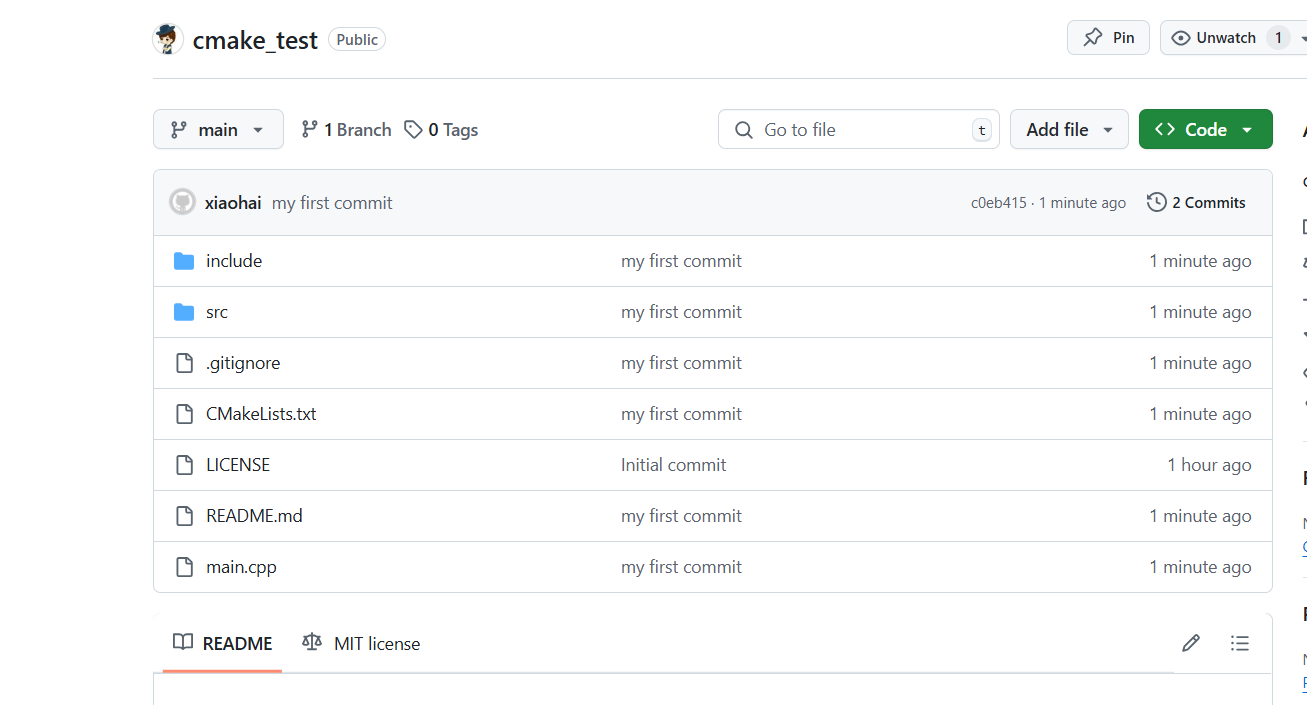 cmake_test Public Pin Unwatch 1
main 1 Branch 0 Tags Go to file t Add file Code
xiaohai my first commit c0eb415 · 1 minute ago 2 Commits
include my first commit 1 minute ago
src my first commit 1 minute ago
.gitignore my first commit 1 minute ago
CMakeLists.txt my first commit 1 minute ago
LICENSE Initial commit 1 hour ago
README.md my first commit 1 minute ago
main.cpp my first commit 1 minute ago
README MIT license